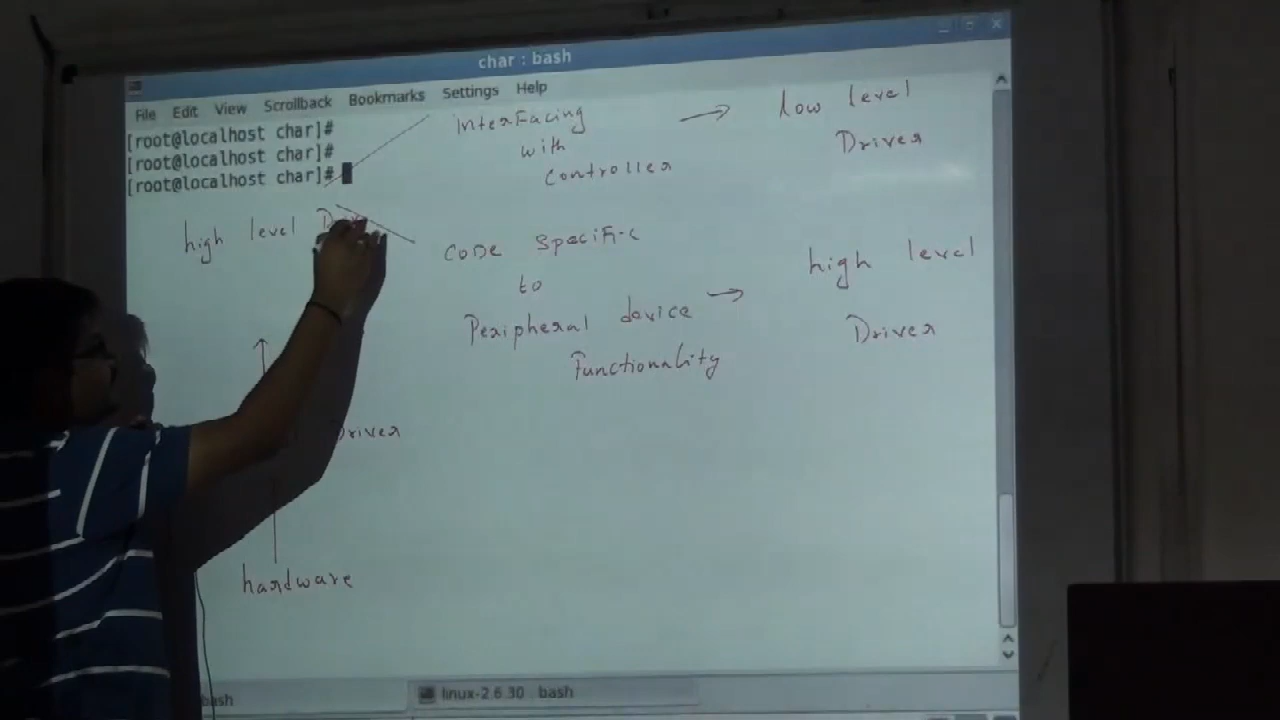 char : bash
File Edit View Scrollback Bookmarks Settings Help
[root@localhost char]#
[root@localhost char]#
[root@localhost char]#
Interfacing
with
controller
low level
Driver
high level
Code specific
to
Peripheral device
Functionality
high level
Driver
Driver
hardware
bash
linux-2.6.30 : bash